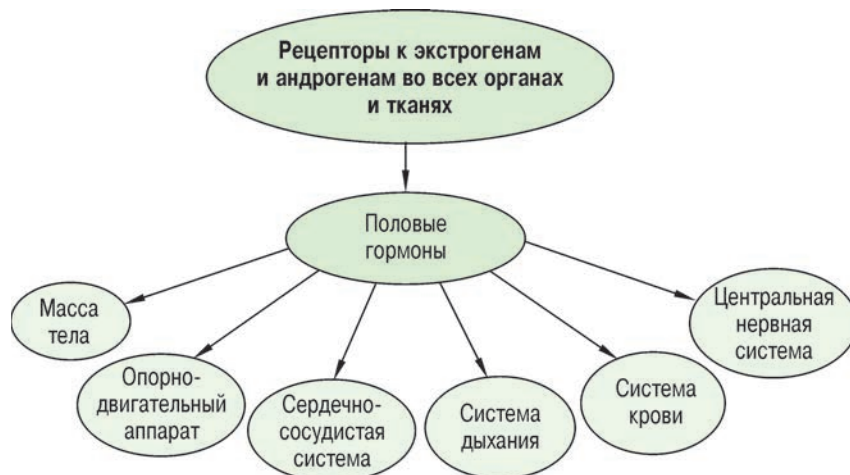 Рецепторы к экстрогенам
и андрогенам во всех органах
и тканях
Половые
гормоны
Масса
тела
Опорно-
двигательный
аппарат
Сердечно-
сосудистая
система
Система
дыхания
Система
крови
Центральная
нервная
система